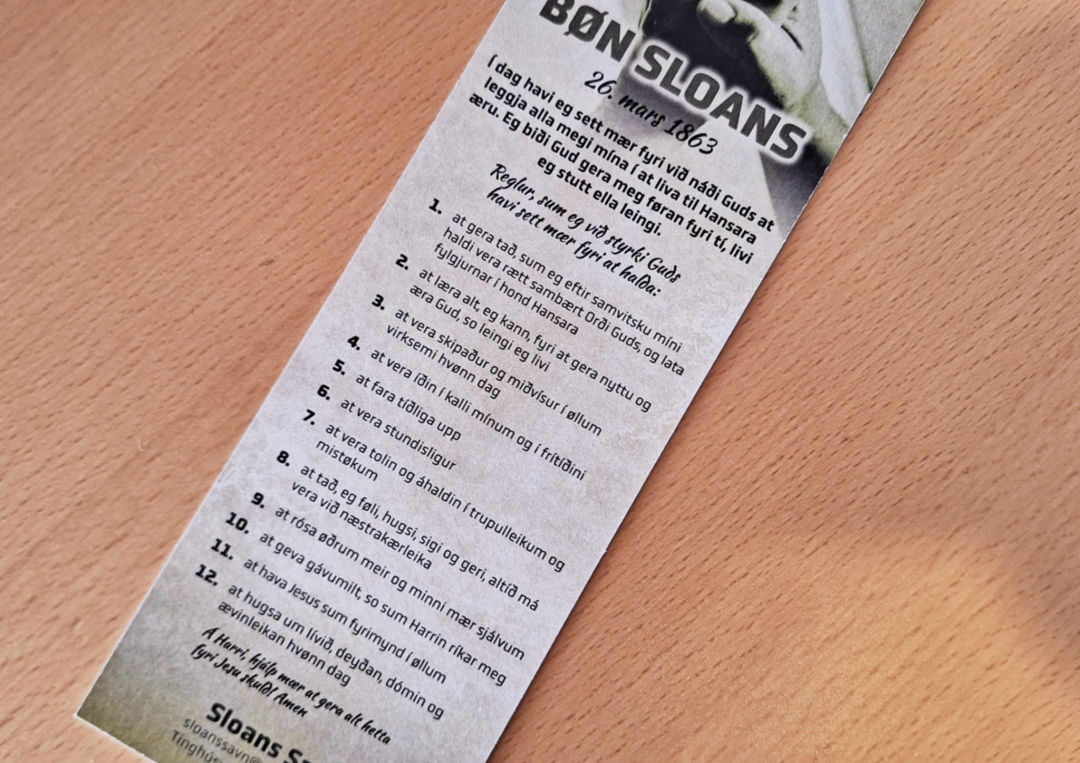 BØN SLOANS
26. mars 1863
Í dag havi eg sett mær fyri við náði Guds at
leggja alla megi mína í at liva til Hansara
æru. Eg biði Gud gera meg føran fyri tí, livi
eg stutt ella leingi.
Reglur, sum eg við styrki Guds
havi sett mær fyri at halda:
1. at gera tað, sum eg eftir samvitsku míni
haldi vera rætt sambært Orði Guds, og lata
fylgjurnar í hond Hansara
2. at læra alt, eg kann, fyri at gera nyttu og
æra Gud, so leingi eg livi
3. at vera skipaður og miðvísur í øllum
virksemi hvønn dag
4. at vera íðin í kalli mínum og í frítíðini
5. at fara tíðliga upp
6. at vera stundisligur
7. at vera tolin og áhaldin í trupulleikum og
mistøkum
8. at tað, eg føli, hugsi, sigi og geri, altíð má
vera við næstrakærleika
9. at rósa øðrum meir og minni mær sjálvum
10. at geva gávumilt, so sum Harrin ríkar meg
11. at hava Jesus sum fyrimynd í øllum
12. at hugsa um lívið, deyðan, dómin og
ævinleikan hvønn dag
Á Harri, hjálp mær at gera alt hetta
fyri Jesu skuld! Amen
Sloans
sloanssavn@